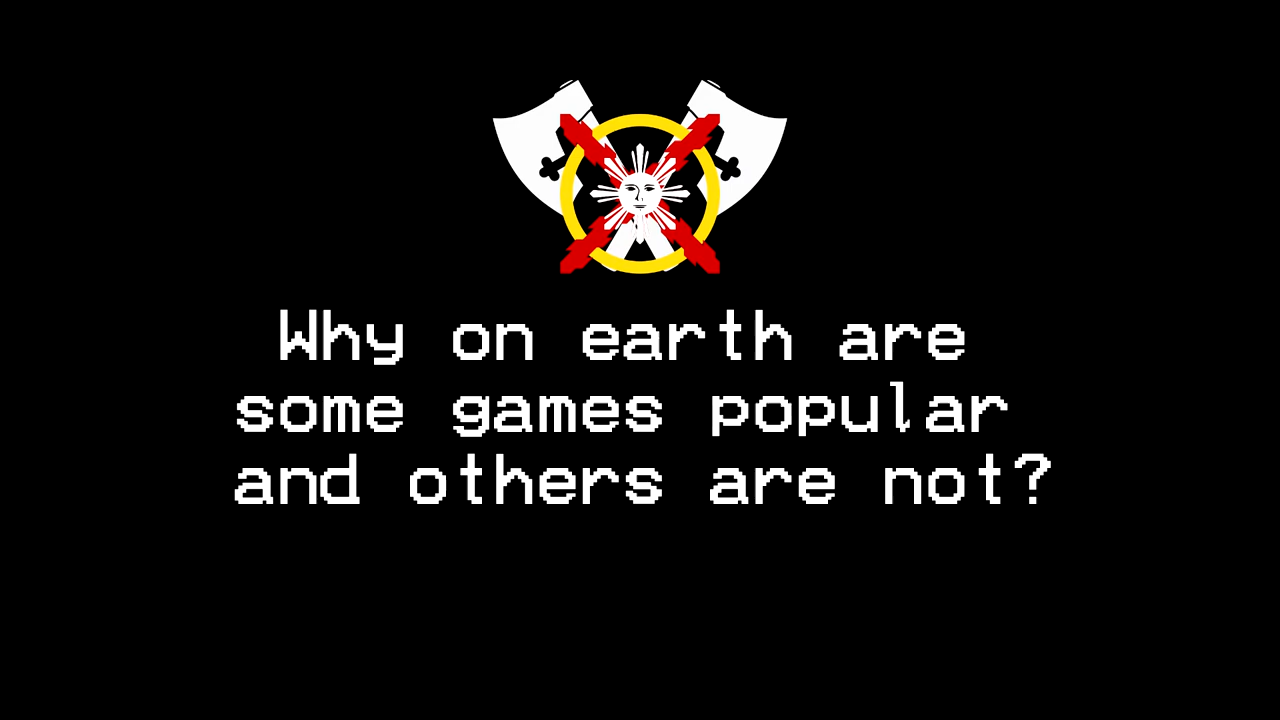 Why on earth are
some games popular
and others are not?